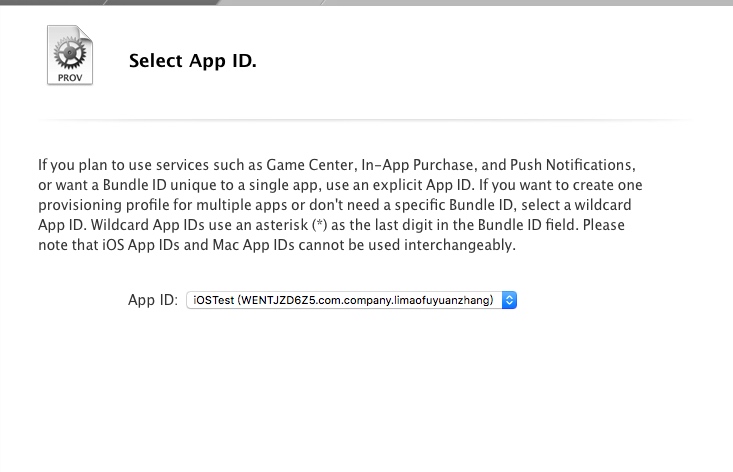 PROV
Select App ID.
If you plan to use services such as Game Center, In-App Purchase, and Push Notifications,
or want a Bundle ID unique to a single app, use an explicit App ID. If you want to create one
provisioning profile for multiple apps or don't need a specific Bundle ID, select a wildcard
App ID. Wildcard App IDs use an asterisk (*) as the last digit in the Bundle ID field. Please
note that iOS App IDs and Mac App IDs cannot be used interchangeably.
App ID: iOSTest (WENTJZD6Z5.com.company.limaofuyuanzhang)